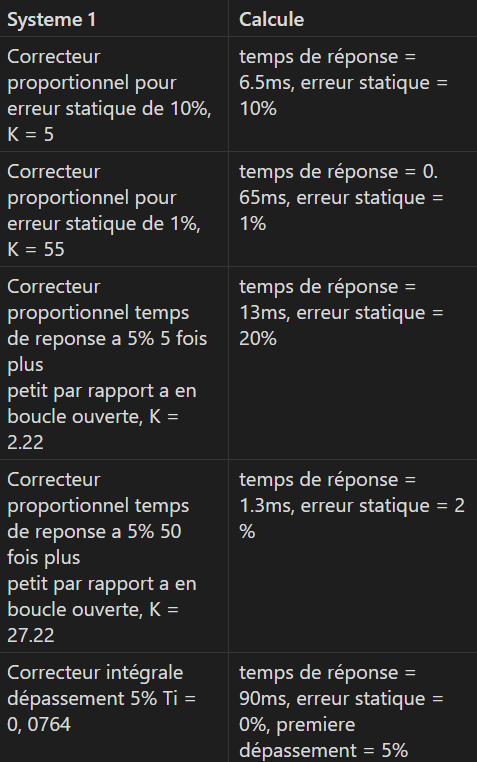 Systeme 1
Calcule
Correcteur
proportionnel pour
erreur statique de 10%,
K = 5
temps de réponse =
6.5ms, erreur statique =
10%
Correcteur
proportionnel pour
erreur statique de 1%,
K = 55
temps de réponse = 0.
65ms, erreur statique =
1%
Correcteur
proportionnel temps
de reponse a 5% 5 fois
plus
petit par rapport a en
boucle ouverte, K =
2.22
temps de réponse =
13ms, erreur statique =
20%
Correcteur
proportionnel temps
de reponse a 5% 50
fois plus
petit par rapport a en
boucle ouverte, K =
27.22
temps de réponse =
1.3ms, erreur statique = 2
%
Correcteur intégrale
dépassement 5% Ti =
0, 0764
temps de réponse =
90ms, erreur statique =
0%, premiere
dépassement = 5%